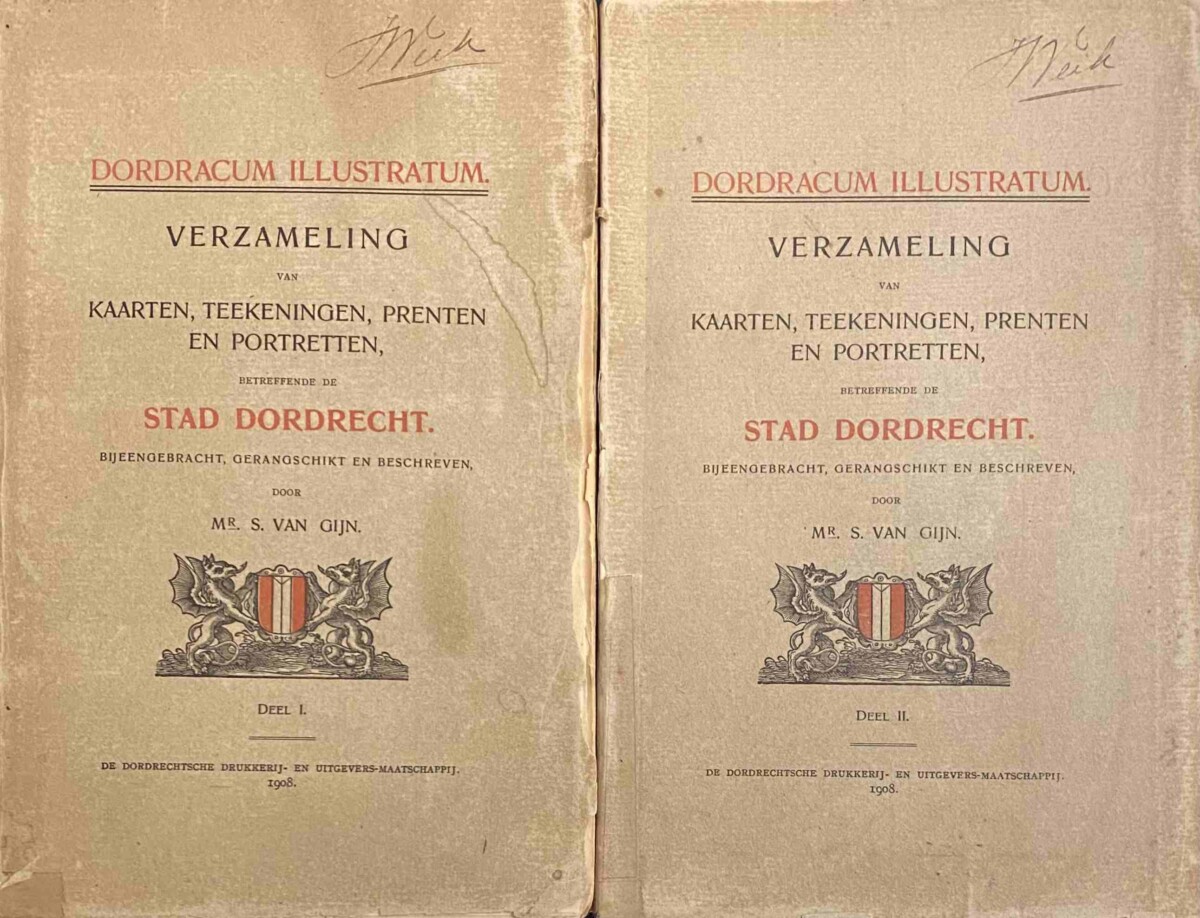 DORDRACUM ILLUSTRATUM.
VERZAMELING
VAN
KAARTEN, TEEKENINGEN, PRENTEN
EN PORTRETTEN,
BETREFFENDE DE
STAD DORDRECHT.
BIJEENGEBRACHT, GERANGSCHIKT EN BESCHREVEN,
DOOR
MR. S. VAN GIJN.
DEEL I.
DE DORDRECHTSCHE DRUKKERIJ- EN UITGEVERS-MAATSCHAPPIJ.
1908.
DORDRACUM ILLUSTRATUM.
VERZAMELING
VAN
KAARTEN, TEEKENINGEN, PRENTEN
EN PORTRETTEN,
BETREFFENDE DE
STAD DORDRECHT.
BIJEENGEBRACHT, GERANGSCHIKT EN BESCHREVEN,
DOOR
MR. S. VAN GIJN.
DEEL II.
DE DORDRECHTSCHE DRUKKERIJ- EN UITGEVERS-MAATSCHAPPIJ.
1908.